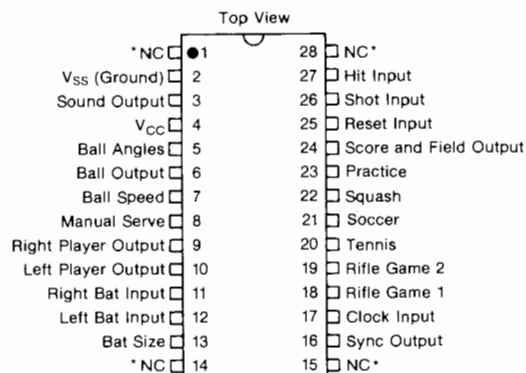 Top View
*NC 1 28 NC*
VSS (Ground) 2 27 Hit Input
Sound Output 3 26 Shot Input
VCC 4 25 Reset Input
Ball Angles 5 24 Score and Field Output
Ball Output 6 23 Practice
Ball Speed 7 22 Squash
Manual Serve 8 21 Soccer
Right Player Output 9 20 Tennis
Left Player Output 10 19 Rifle Game 2
Right Bat Input 11 18 Rifle Game 1
Left Bat Input 12 17 Clock Input
Bat Size 13 16 Sync Output
*NC 14 15 NC*